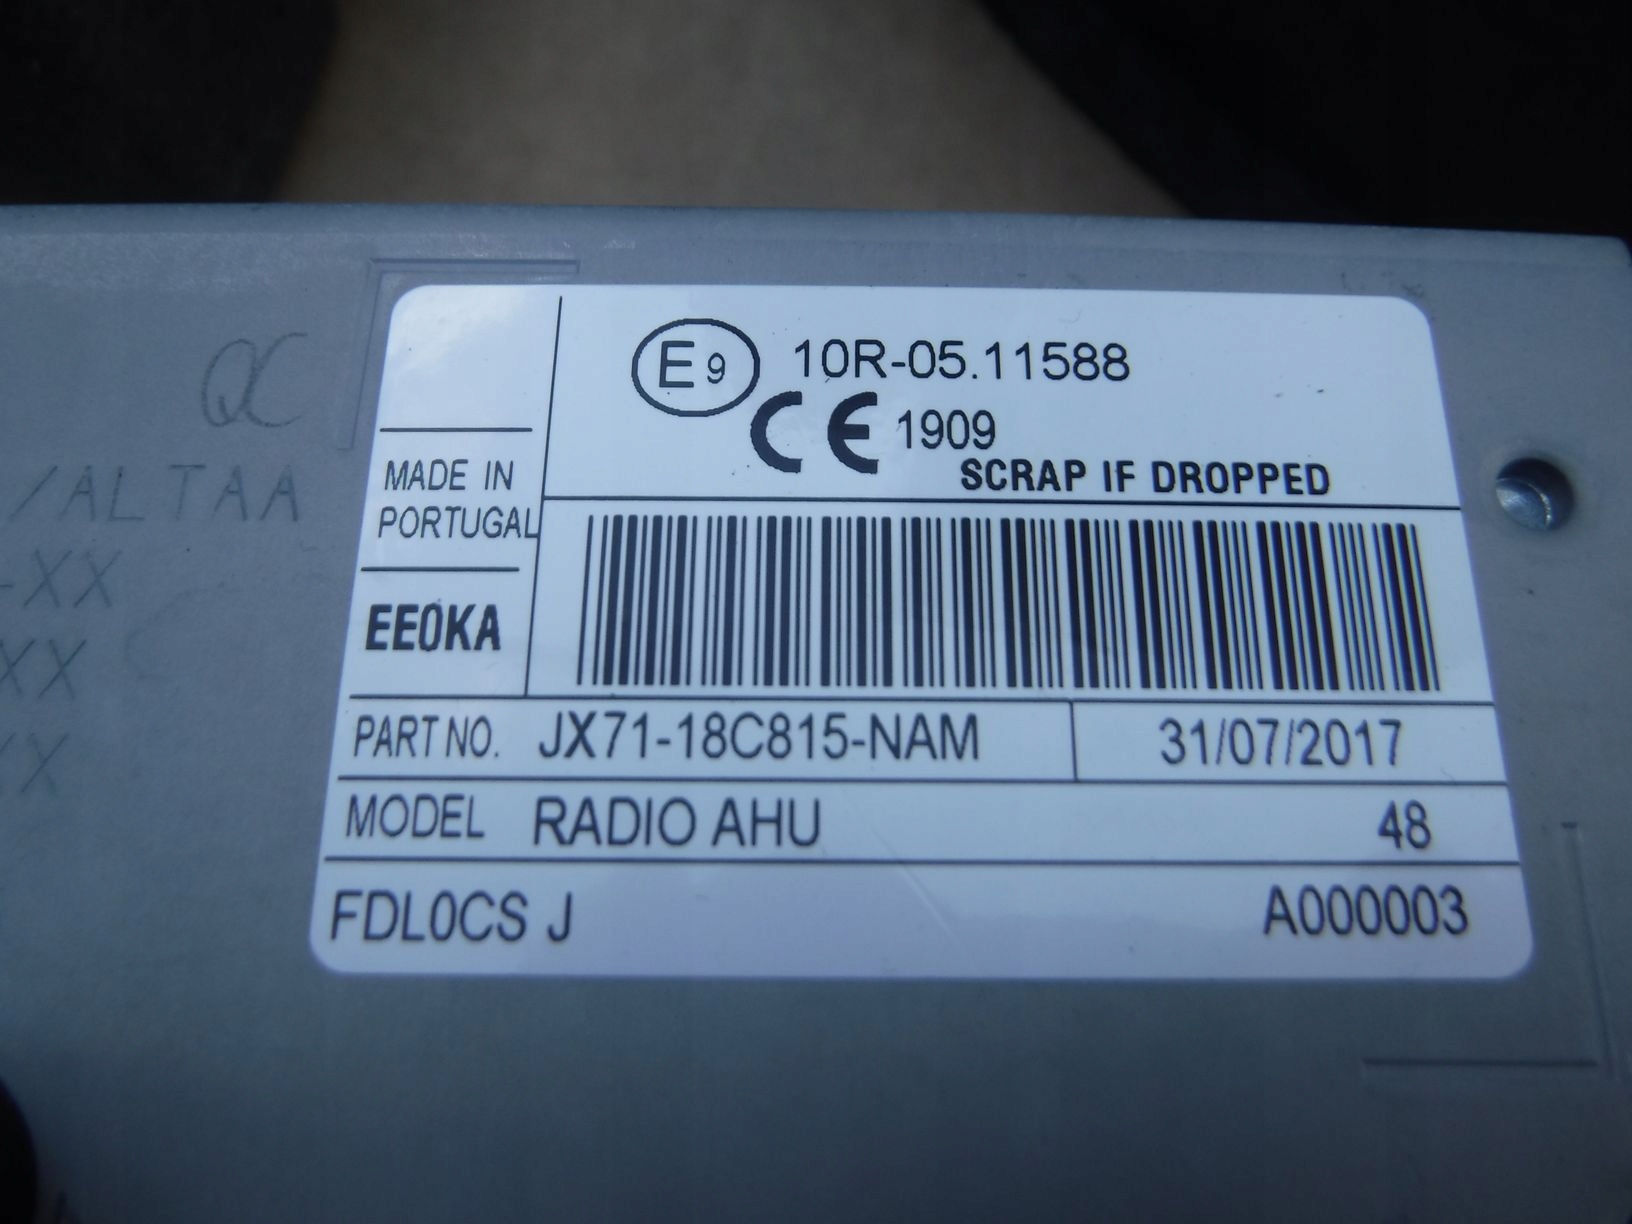 E9 10R-05.11588
CE 1909
SCRAP IF DROPPED
MADE IN
PORTUGAL
EE0KA
PART NO. JX71-18C815-NAM 31/07/2017
MODEL RADIO AHU 48
FDL0CS J A000003
QC
/ALTAA
-XX
XX